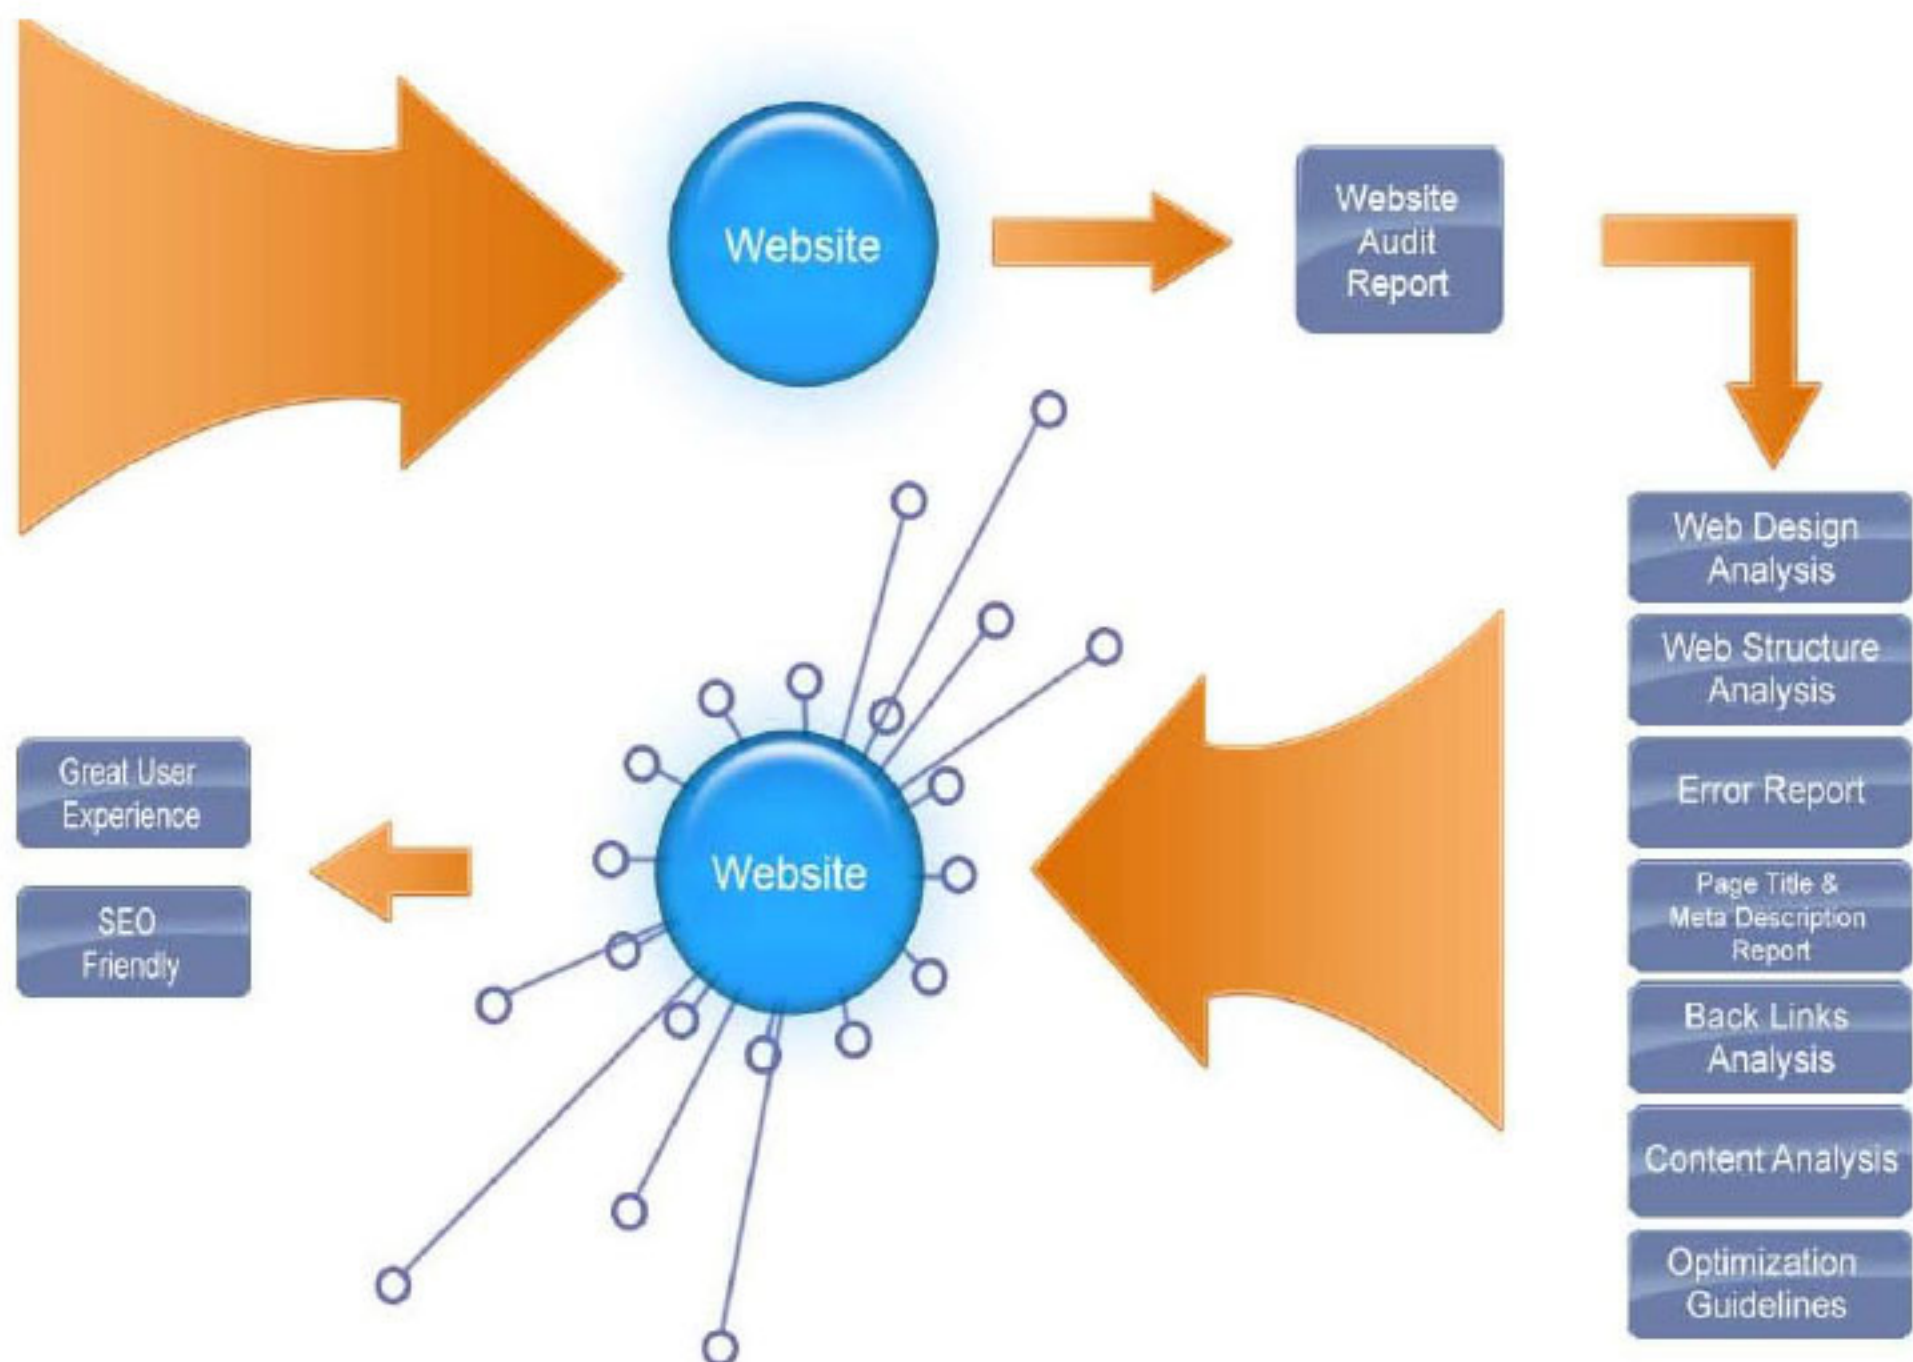 Website
Website
Audit
Report
Web Design
Analysis
Web Structure
Analysis
Error Report
Page Title &
Meta Description
Report
Back Links
Analysis
Content Analysis
Optimization
Guidelines
Website
Great User
Experience
SEO
Friendly